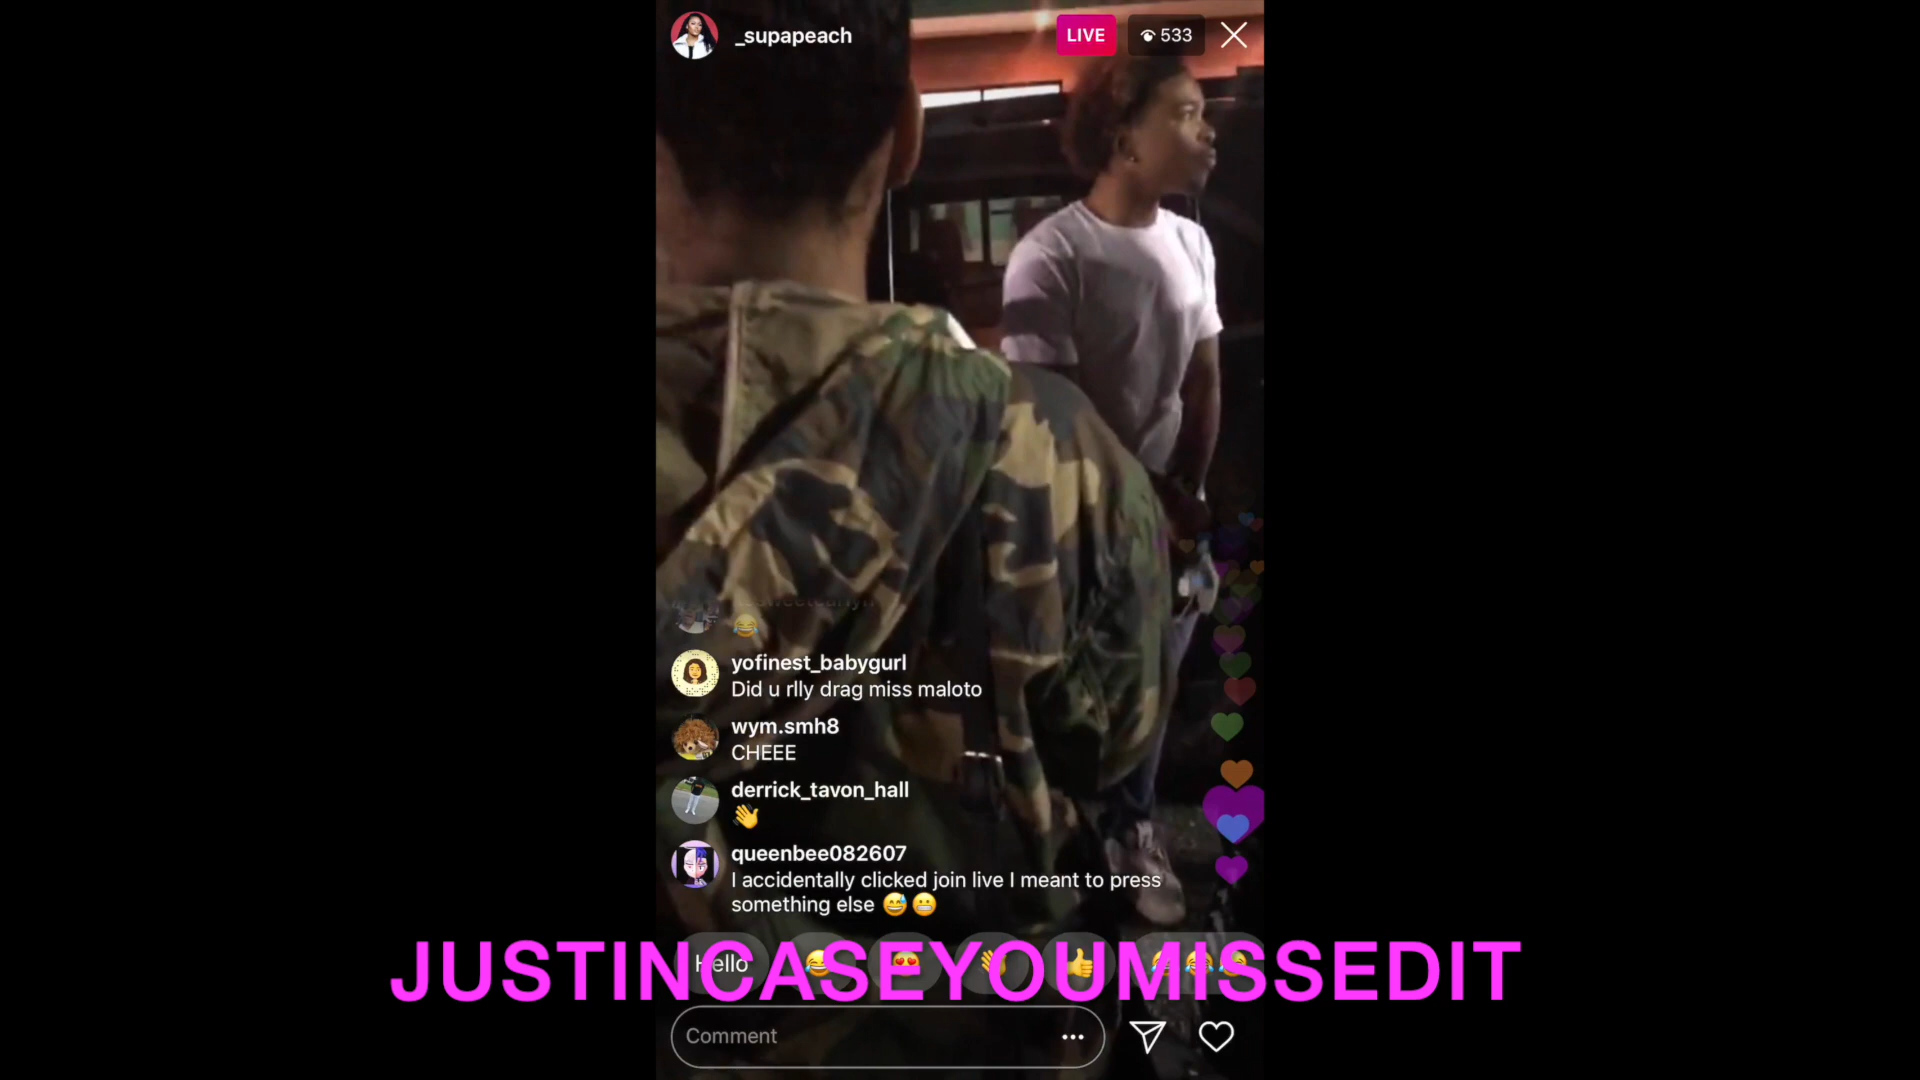 _supapeach
LIVE
533
yofinest_babygurl
Did u rlly drag miss maloto
wym.smh8
CHEEE
derrick_tavon_hall
👋
queenbee082607
I accidentally clicked join live I meant to press
something else 😅😬
Hello
JUSTINCASEYOUMISSEDIT
Comment